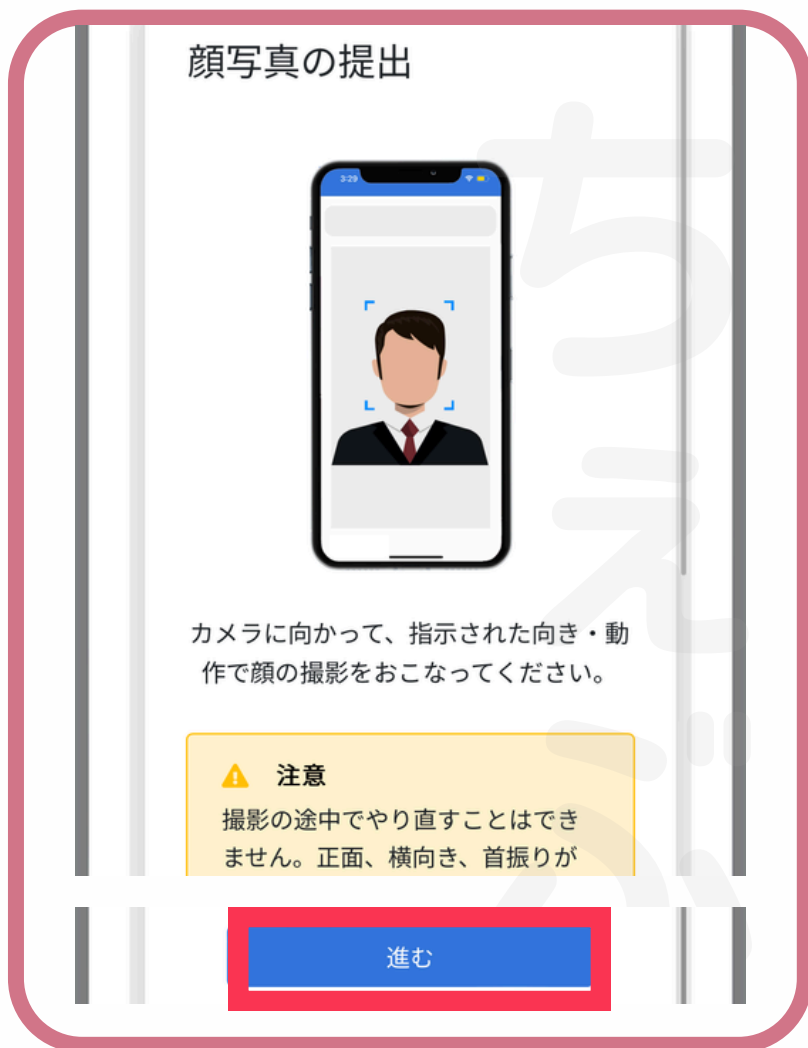 顔写真の提出
3:29
カメラに向かって、指示された向き・動
作で顔の撮影をおこなってください。
注意
撮影の途中でやり直すことはでき
ません。正面、横向き、首振りが
進む
ちえぶ